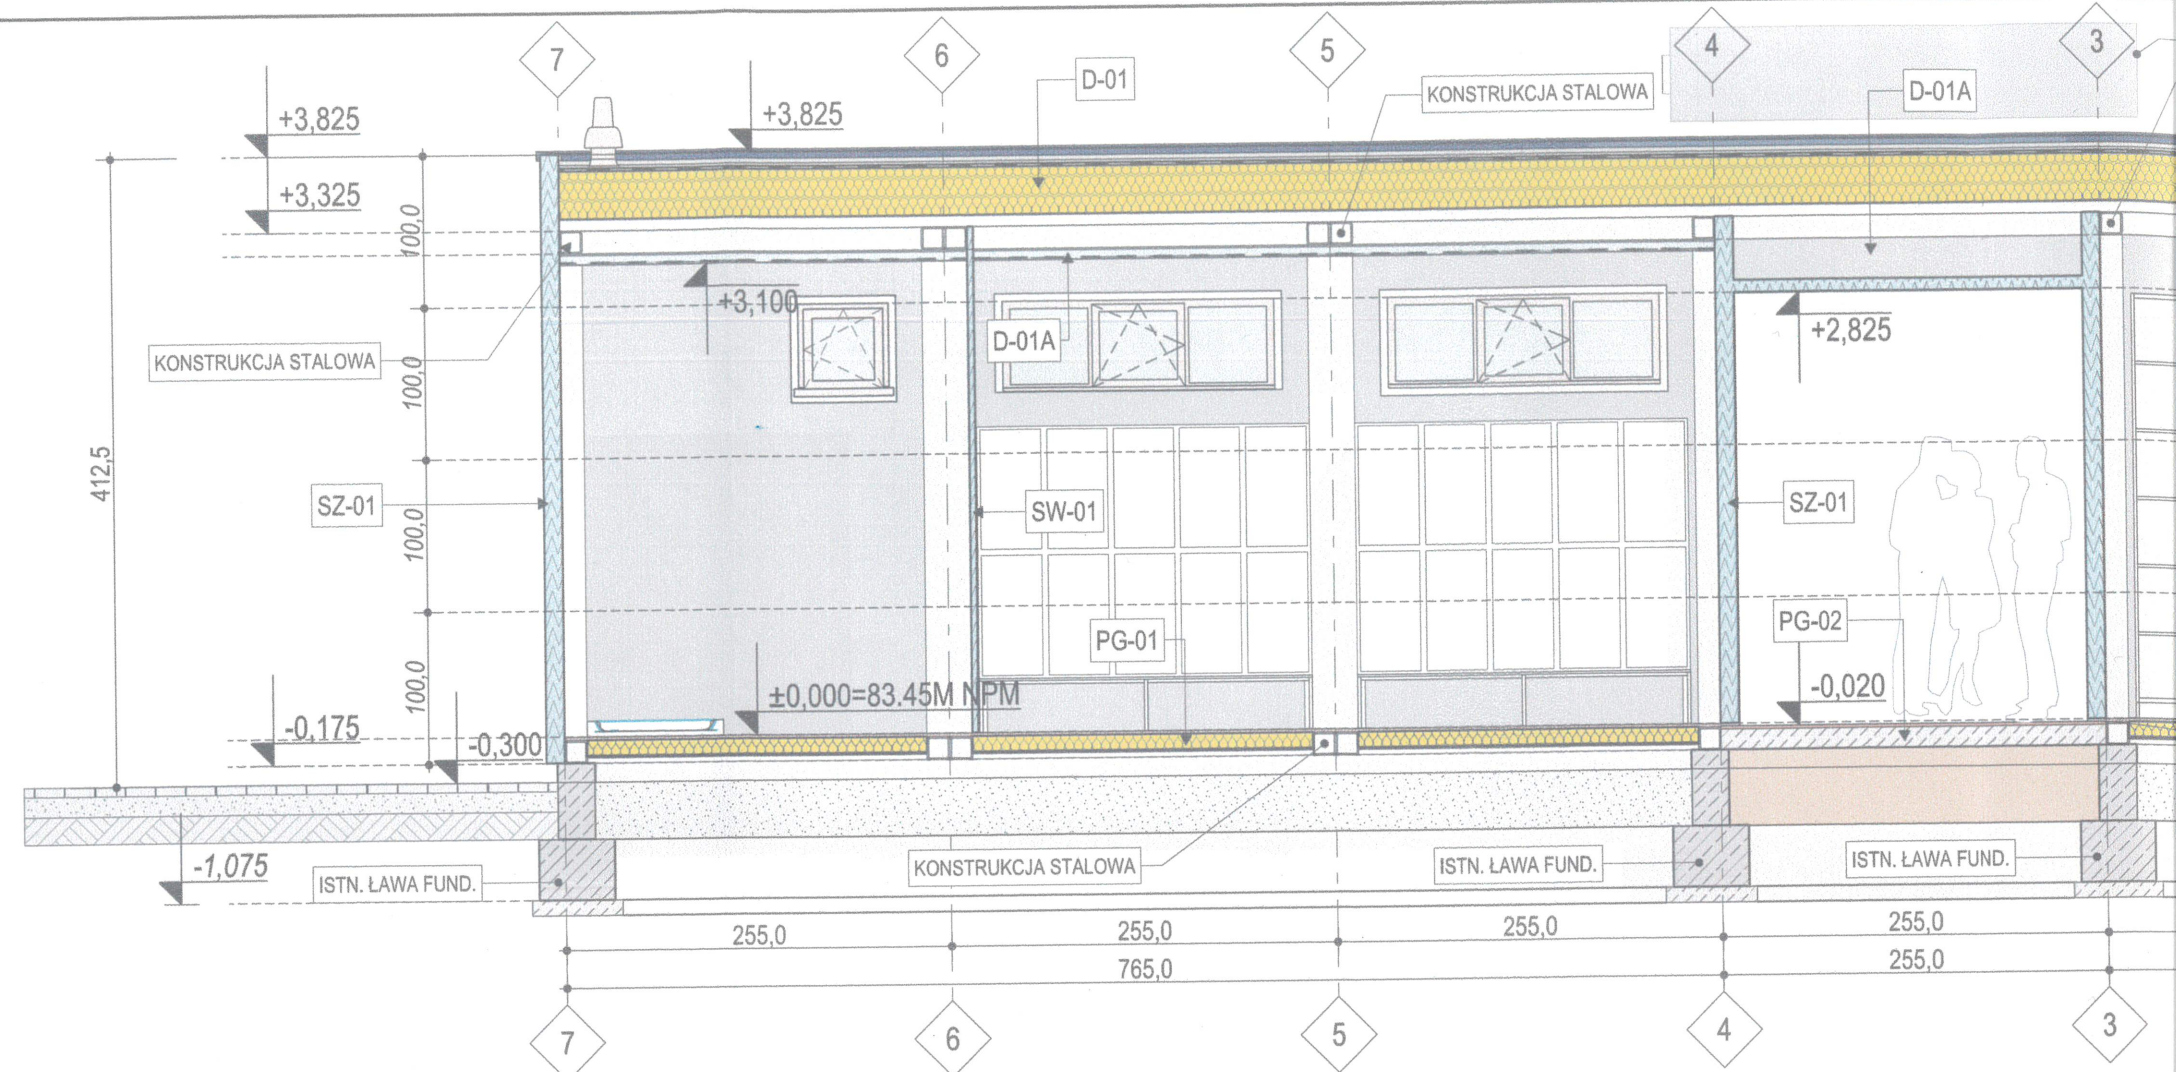 7
6
5
4
3
D-01
KONSTRUKCJA STALOWA
D-01A
+3,825
+3,825
+3,325
100,0
+3,100
D-01A
+2,825
KONSTRUKCJA STALOWA
100,0
412,5
SZ-01
SW-01
SZ-01
100,0
PG-01
PG-02
100,0
±0,000=83.45M NPM
-0,020
-0,175
-0,300
-1,075
ISTN. ŁAWA FUND.
KONSTRUKCJA STALOWA
ISTN. ŁAWA FUND.
ISTN. ŁAWA FUND.
255,0
255,0
255,0
255,0
765,0
255,0
7
6
5
4
3